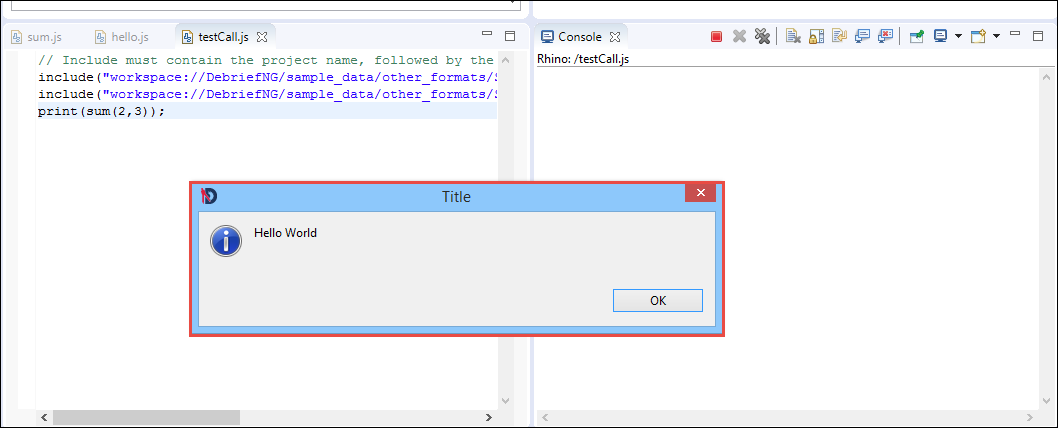 sum.js
hello.js
testCall.js
// Include must contain the project name, followed by the
include("workspace://DebriefNG/sample_data/other_formats/
include("workspace://DebriefNG/sample_data/other_formats/
print(sum(2,3));
Console
Rhino: /testCall.js
Title
Hello World
OK